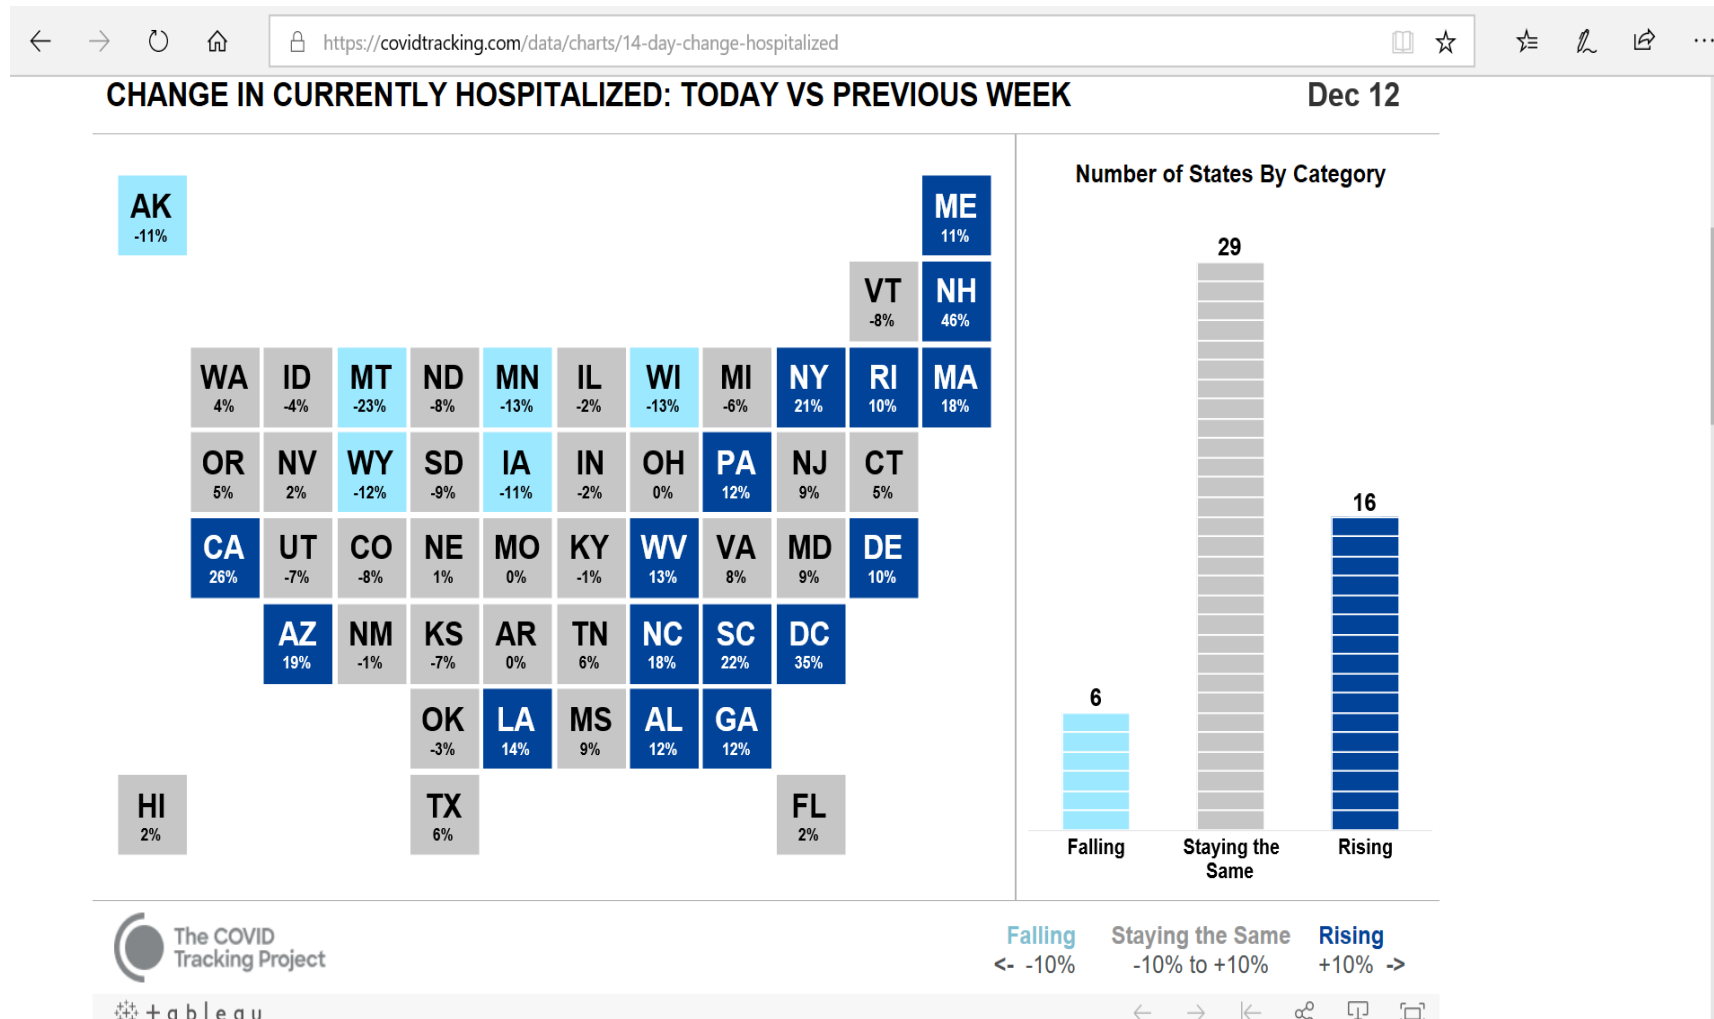 https://covidtracking.com/data/charts/14-day-change-hospitalized
CHANGE IN CURRENTLY HOSPITALIZED: TODAY VS PREVIOUS WEEK
Dec 12
AK
-11%
ME
11%
VT
-8%
NH
46%
WA
4%
ID
-4%
MT
-23%
ND
-8%
MN
-13%
IL
-2%
WI
-13%
MI
-6%
NY
21%
RI
10%
MA
18%
OR
5%
NV
2%
WY
-12%
SD
-9%
IA
-11%
IN
-2%
OH
0%
PA
12%
NJ
9%
CT
5%
CA
26%
UT
-7%
CO
-8%
NE
1%
MO
0%
KY
-1%
WV
13%
VA
8%
MD
9%
DE
10%
AZ
19%
NM
-1%
KS
-7%
AR
0%
TN
6%
NC
18%
SC
22%
DC
35%
OK
-3%
LA
14%
MS
9%
AL
12%
GA
12%
HI
2%
TX
6%
FL
2%
Number of States By Category
29
16
6
Falling
Staying the
Same
Rising
The COVID
Tracking Project
Falling
<- -10%
Staying the Same
-10% to +10%
Rising
+10% ->
+ableau